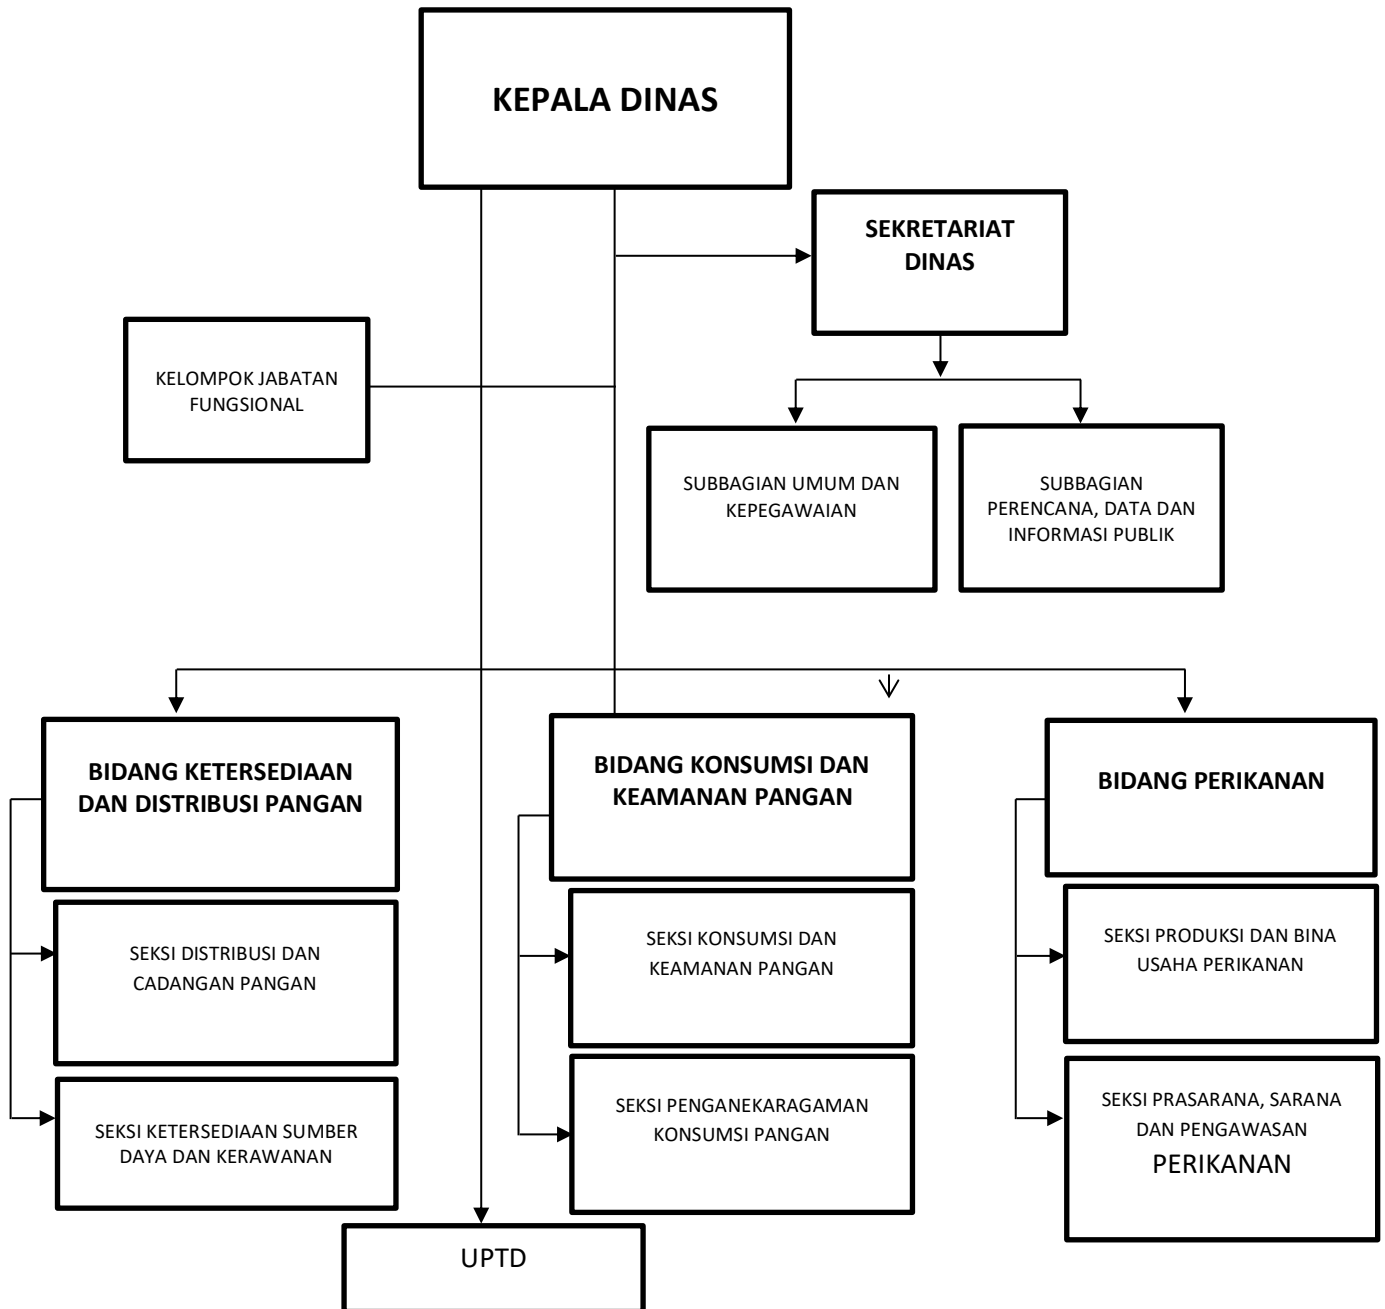 KEPALA DINAS
SEKRETARIAT
DINAS
KELOMPOK JABATAN
FUNGSIONAL
SUBBAGIAN UMUM DAN
KEPEGAWAIAN
SUBBAGIAN
PERENCANA, DATA DAN
INFORMASI PUBLIK
BIDANG KETERSEDIAAN
DAN DISTRIBUSI PANGAN
BIDANG KONSUMSI DAN
KEAMANAN PANGAN
BIDANG PERIKANAN
SEKSI DISTRIBUSI DAN
CADANGAN PANGAN
SEKSI KONSUMSI DAN
KEAMANAN PANGAN
SEKSI PRODUKSI DAN BINA
USAHA PERIKANAN
SEKSI KETERSEDIAAN SUMBER
DAYA DAN KERAWANAN
SEKSI PENGANEKARAGAMAN
KONSUMSI PANGAN
SEKSI PRASARANA, SARANA
DAN PENGAWASAN
PERIKANAN
UPTD